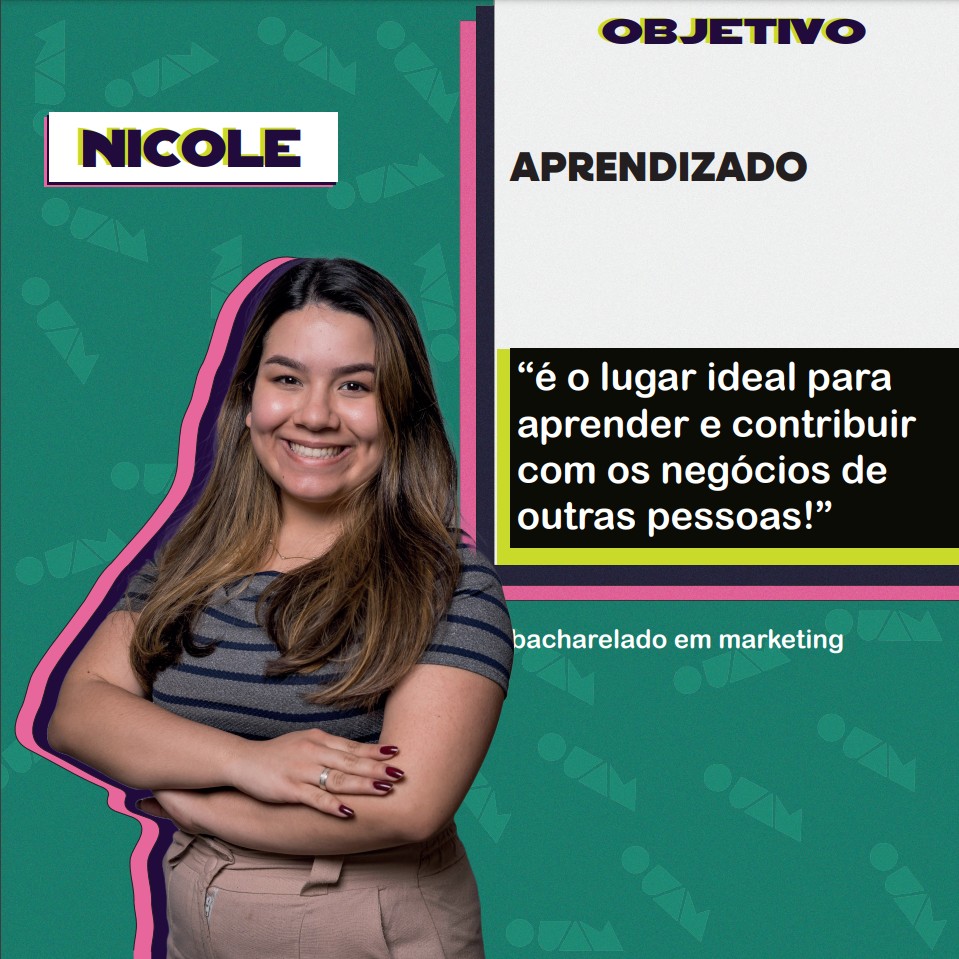 NICOLE
OBJETIVO
APRENDIZADO
“é o lugar ideal para
aprender e contribuir
com os negócios de
outras pessoas!”
bacharelado em marketing